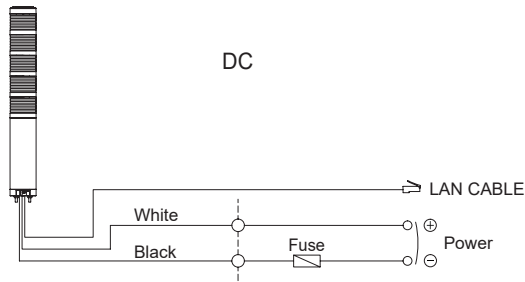 DC
LAN CABLE
White
Black
Fuse
⊕
⊖
Power